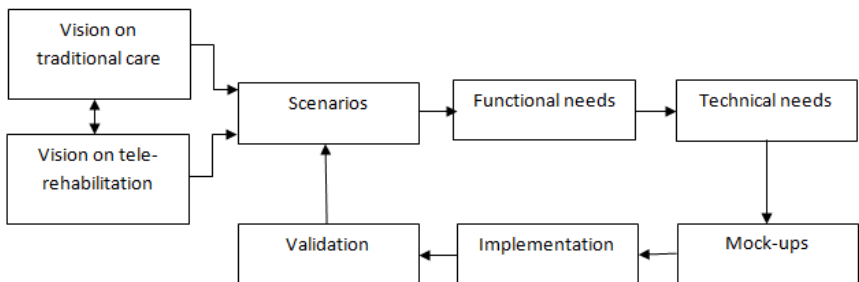 Vision on
traditional care
Vision on tele-
rehabilitation
Scenarios
Functional needs
Technical needs
Mock-ups
Implementation
Validation